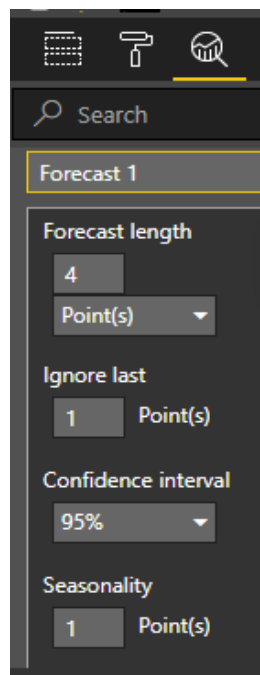 Search
Forecast 1
Forecast length
4
Point(s)
Ignore last
1 Point(s)
Confidence interval
95%
Seasonality
1 Point(s)